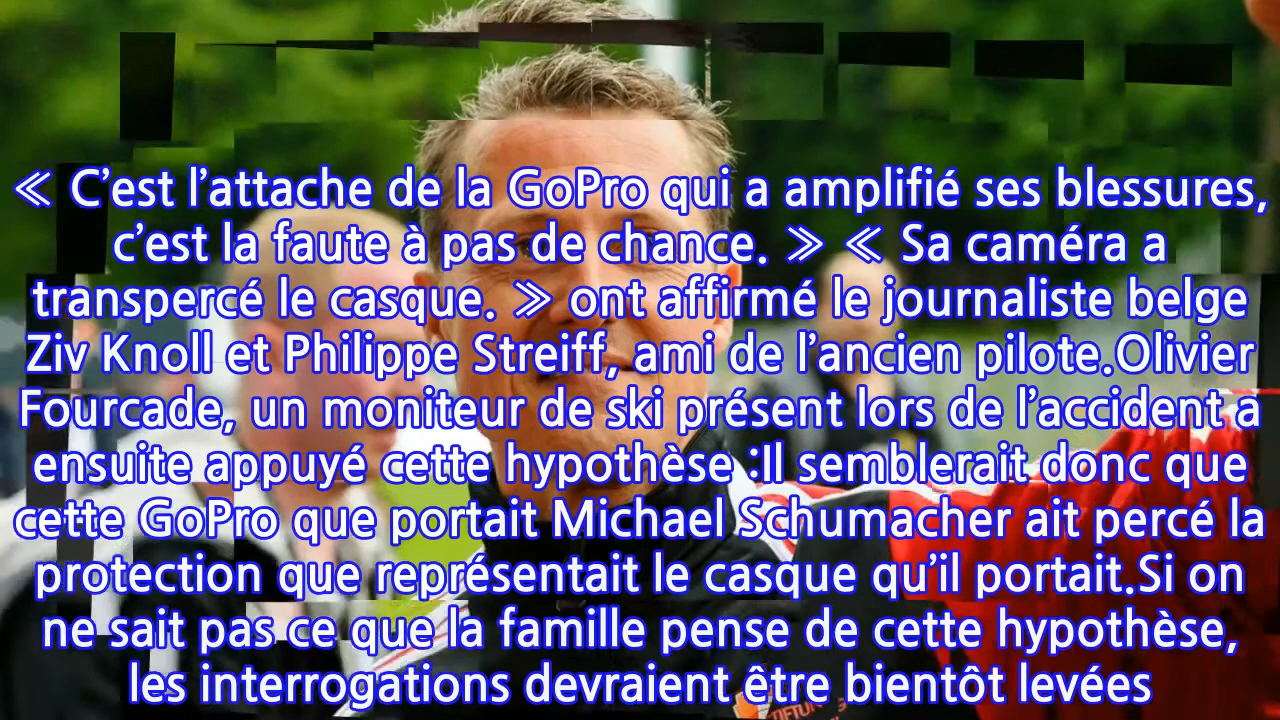 « C’est l’attache de la GoPro qui a amplifié ses blessures,
c’est la faute à pas de chance. » « Sa caméra a
transpercé le casque. » ont affirmé le journaliste belge
Ziv Knoll et Philippe Streiff, ami de l’ancien pilote.Olivier
Fourcade, un moniteur de ski présent lors de l’accident a
ensuite appuyé cette hypothèse :Il semblerait donc que
cette GoPro que portait Michael Schumacher ait percé la
protection que représentait le casque qu’il portait.Si on
ne sait pas ce que la famille pense de cette hypothèse,
les interrogations devraient être bientôt levées